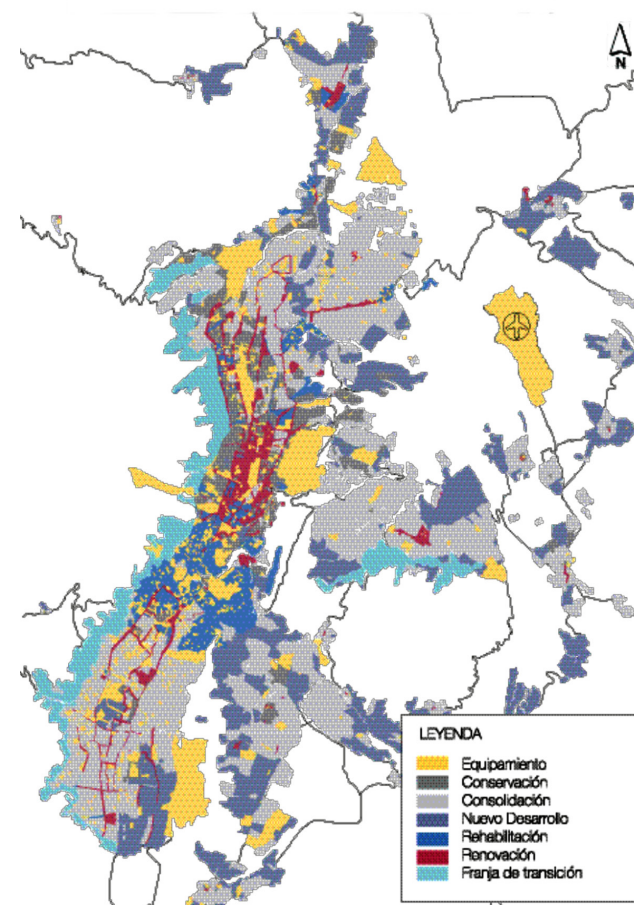 N
LEYENDA
Equipamiento
Conservación
Consolidación
Nuevo Desarrollo
Rehabilitación
Renovación
Franja de transición